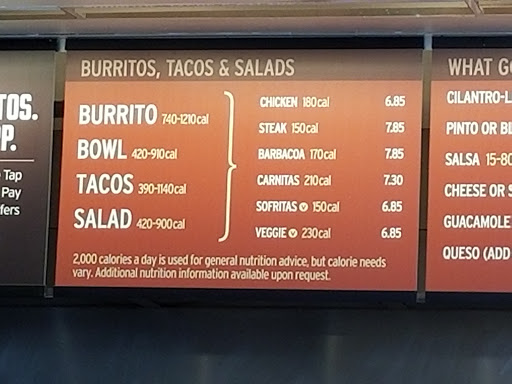 TOS.
P.
Tap
Pay
fers
BURRITOS, TACOS & SALADS
BURRITO 740-1210cal
BOWL 420-910cal
TACOS 390-1140cal
SALAD 420-900cal
CHICKEN 180cal 6.85
STEAK 150cal 7.85
BARBACOA 170cal 7.85
CARNITAS 210cal 7.30
SOFRITAS V 150cal 6.85
VEGGIE V 230cal 6.85
2,000 calories a day is used for general nutrition advice, but calorie needs
vary. Additional nutrition information available upon request.
WHAT G
CILANTRO-L
PINTO OR BL
SALSA 15-80
CHEESE OR S
GUACAMOLE
QUESO (ADD